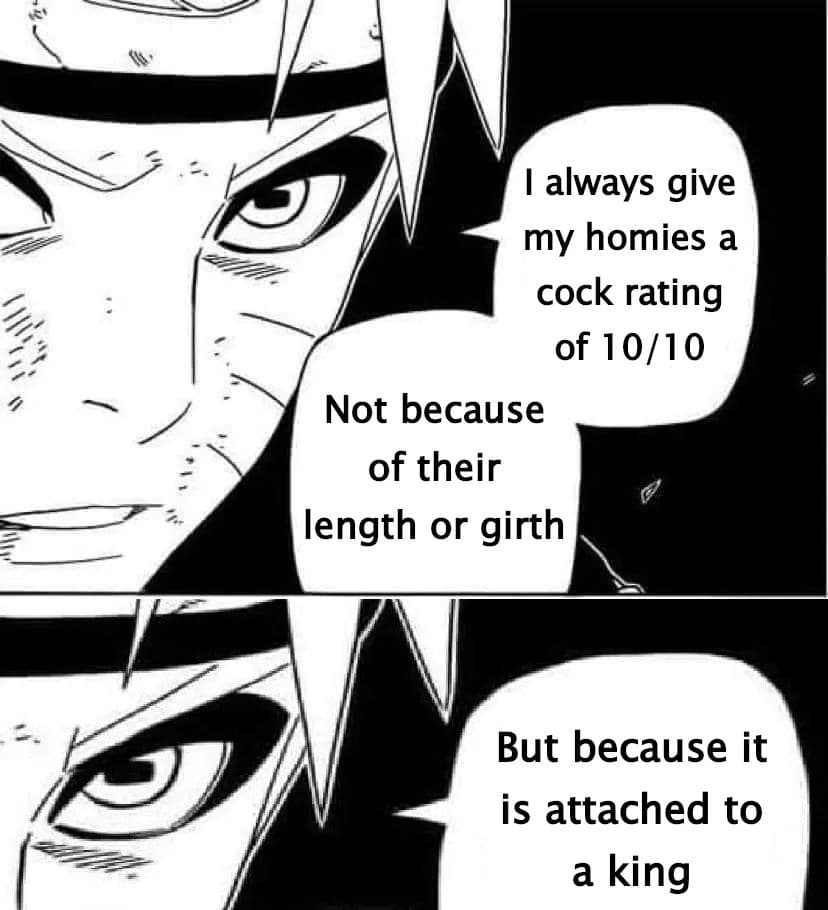 I always give
my homies a
cock rating
of 10/10
Not because
of their
length or girth
But because it
is attached to
a king